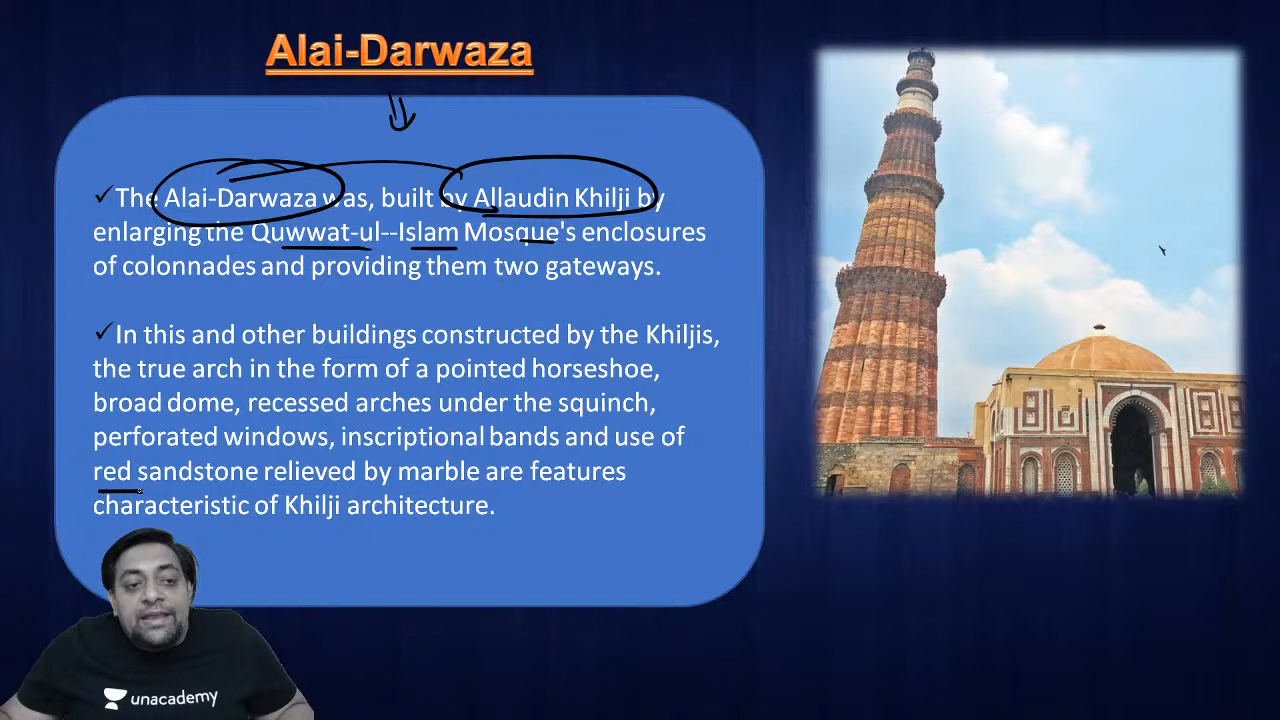 Alai-Darwaza
✓The Alai-Darwaza was, built by Allaudin Khilji by
enlarging the Quwwat-ul--Islam Mosque's enclosures
of colonnades and providing them two gateways.
✓In this and other buildings constructed by the Khiljis,
the true arch in the form of a pointed horseshoe,
broad dome, recessed arches under the squinch,
perforated windows, inscriptional bands and use of
red sandstone relieved by marble are features
characteristic of Khilji architecture.
unacademy